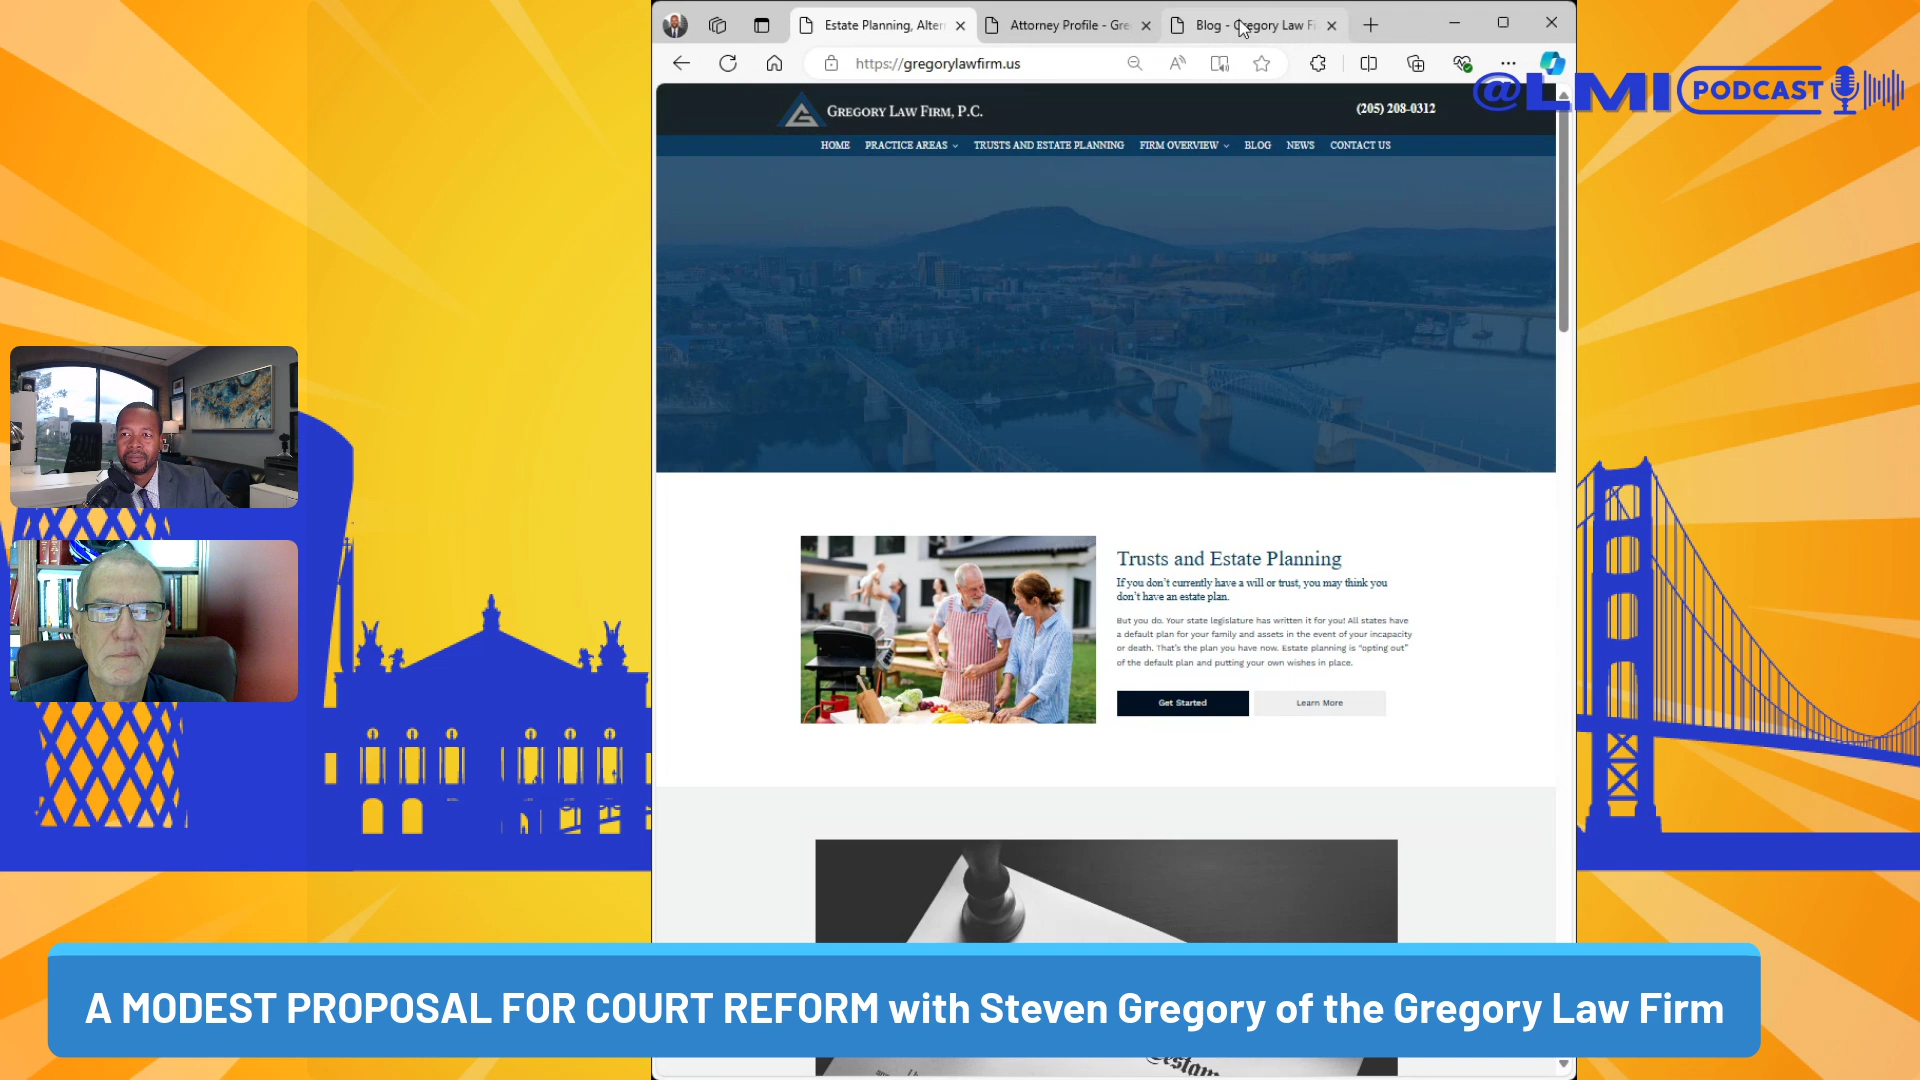 Estate Planning, Alter
Attorney Profile - Gre
Blog - Gregory Law F
https://gregorylawfirm.us
@LMI PODCAST
GREGORY LAW FIRM, P.C.
(205) 208-0312
HOME PRACTICE AREAS TRUSTS AND ESTATE PLANNING FIRM OVERVIEW BLOG NEWS CONTACT US
Trusts and Estate Planning
If you don't currently have a will or trust, you may think you
don't have an estate plan.
But you do. Your state legislature has written it for you! All states have
a default plan for your family and assets in the event of your incapacity
or death. That's the plan you have now. Estate planning is "opting out"
of the default plan and putting your own wishes in place.
Get Started Learn More
A MODEST PROPOSAL FOR COURT REFORM with Steven Gregory of the Gregory Law Firm